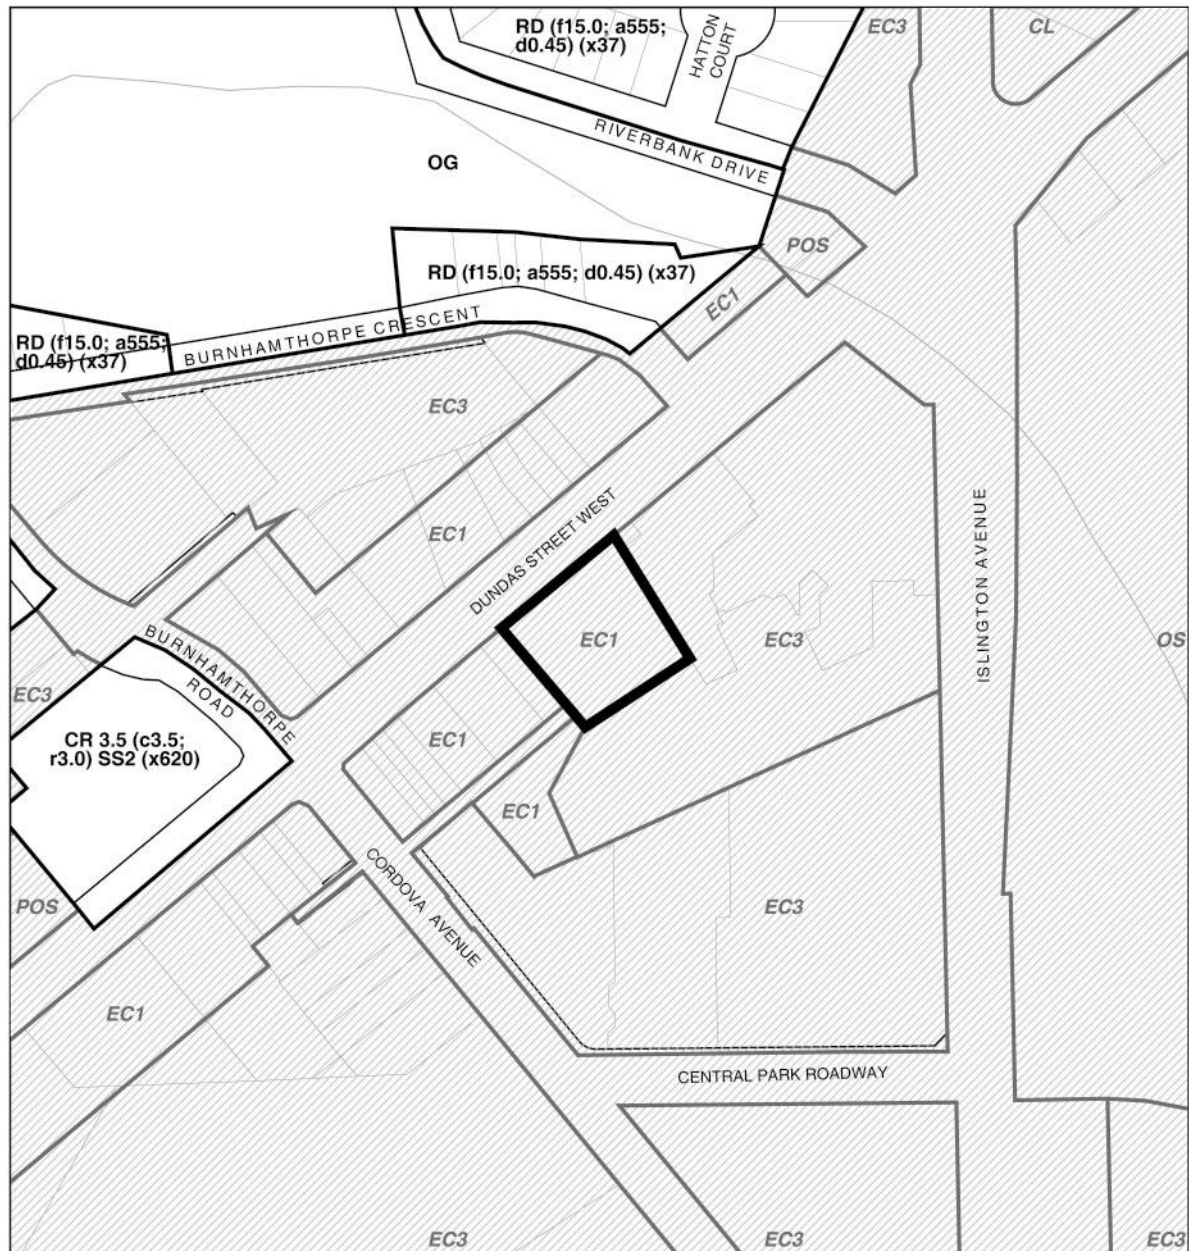 RD (f15.0; a555;
d0.45) (x37)
HATTON
COURT
EC3
CL
RIVERBANK DRIVE
OG
POS
RD (f15.0; a555; d0.45) (x37)
EC1
BURNHAMTHORPE CRESCENT
RD (f15.0; a555;
d0.45) (x37)
EC3
EC1
DUNDAS STREET WEST
ISLINGTON AVENUE
EC1
EC3
OS
BURNHAMTHORPE
ROAD
EC3
CR 3.5 (c3.5;
r3.0) SS2 (x620)
EC1
EC1
CORDOVA AVENUE
POS
EC3
EC1
CENTRAL PARK ROADWAY
EC3
EC3
EC3